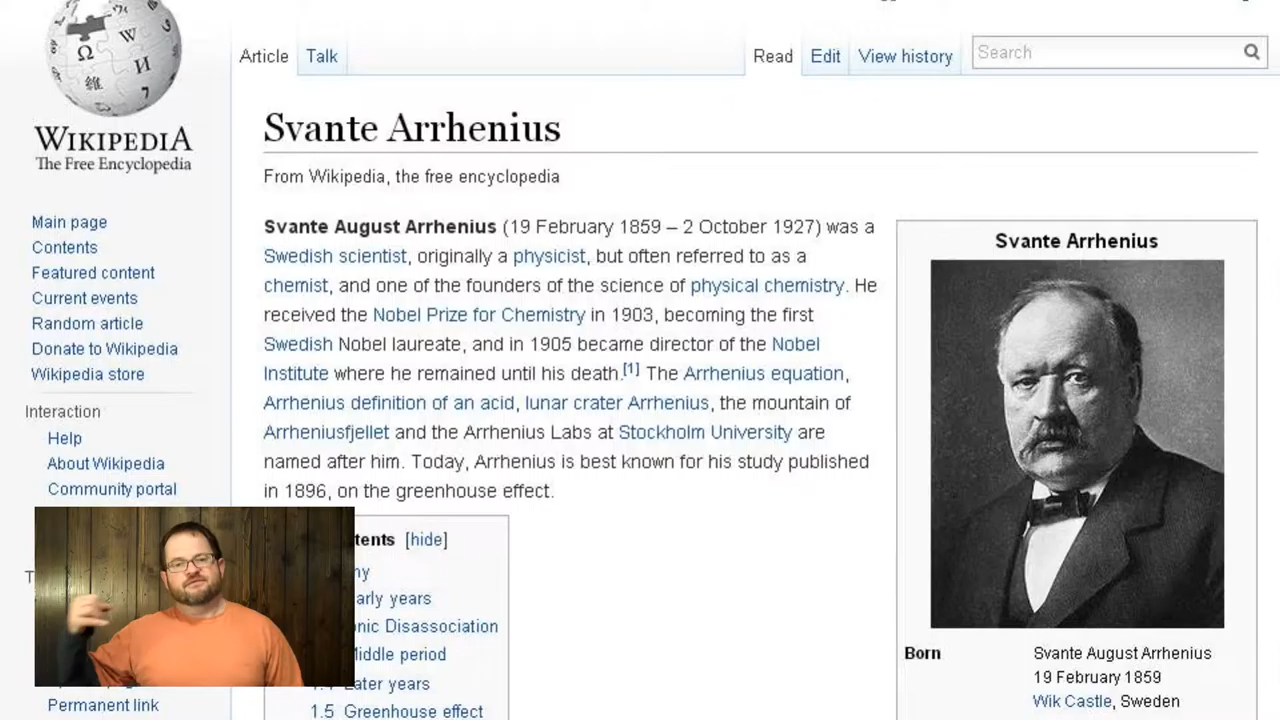 WIKIPEDIA
The Free Encyclopedia
Main page
Contents
Featured content
Current events
Random article
Donate to Wikipedia
Wikipedia store
Interaction
Help
About Wikipedia
Community portal
Permanent link
Article
Talk
Read
Edit
View history
Search
Svante Arrhenius
From Wikipedia, the free encyclopedia
Svante August Arrhenius (19 February 1859 – 2 October 1927) was a
Swedish scientist, originally a physicist, but often referred to as a
chemist, and one of the founders of the science of physical chemistry. He
received the Nobel Prize for Chemistry in 1903, becoming the first
Swedish Nobel laureate, and in 1905 became director of the Nobel
Institute where he remained until his death.[1] The Arrhenius equation,
Arrhenius definition of an acid, lunar crater Arrhenius, the mountain of
Arrheniusfjellet and the Arrhenius Labs at Stockholm University are
named after him. Today, Arrhenius is best known for his study published
in 1896, on the greenhouse effect.
[hide]
years
Disassociation
Middle period
Later years
1.5 Greenhouse effect
Svante Arrhenius
Born Svante August Arrhenius
19 February 1859
Wik Castle, Sweden